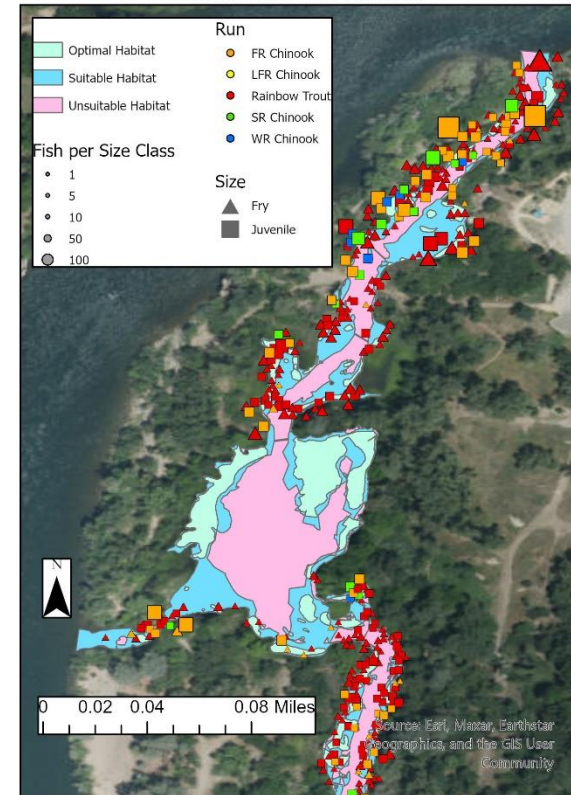 Optimal Habitat
Suitable Habitat
Unsuitable Habitat
Fish per Size Class
1
5
10
50
100
Run
FR Chinook
LFR Chinook
Rainbow Trout
SR Chinook
WR Chinook
Size
Fry
Juvenile
N
0 0.02 0.04 0.08 Miles
Source: Esri, Maxar, Earthstar
Geographics, and the GIS User
Community